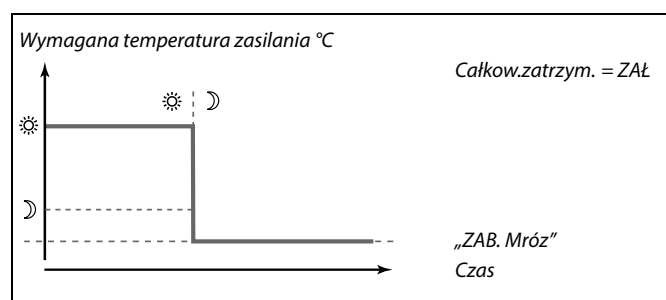 Wymagana temperatura zasilania °C
Całkow.zatrzym. = ZAŁ
„ZAB. Mróz”
Czas